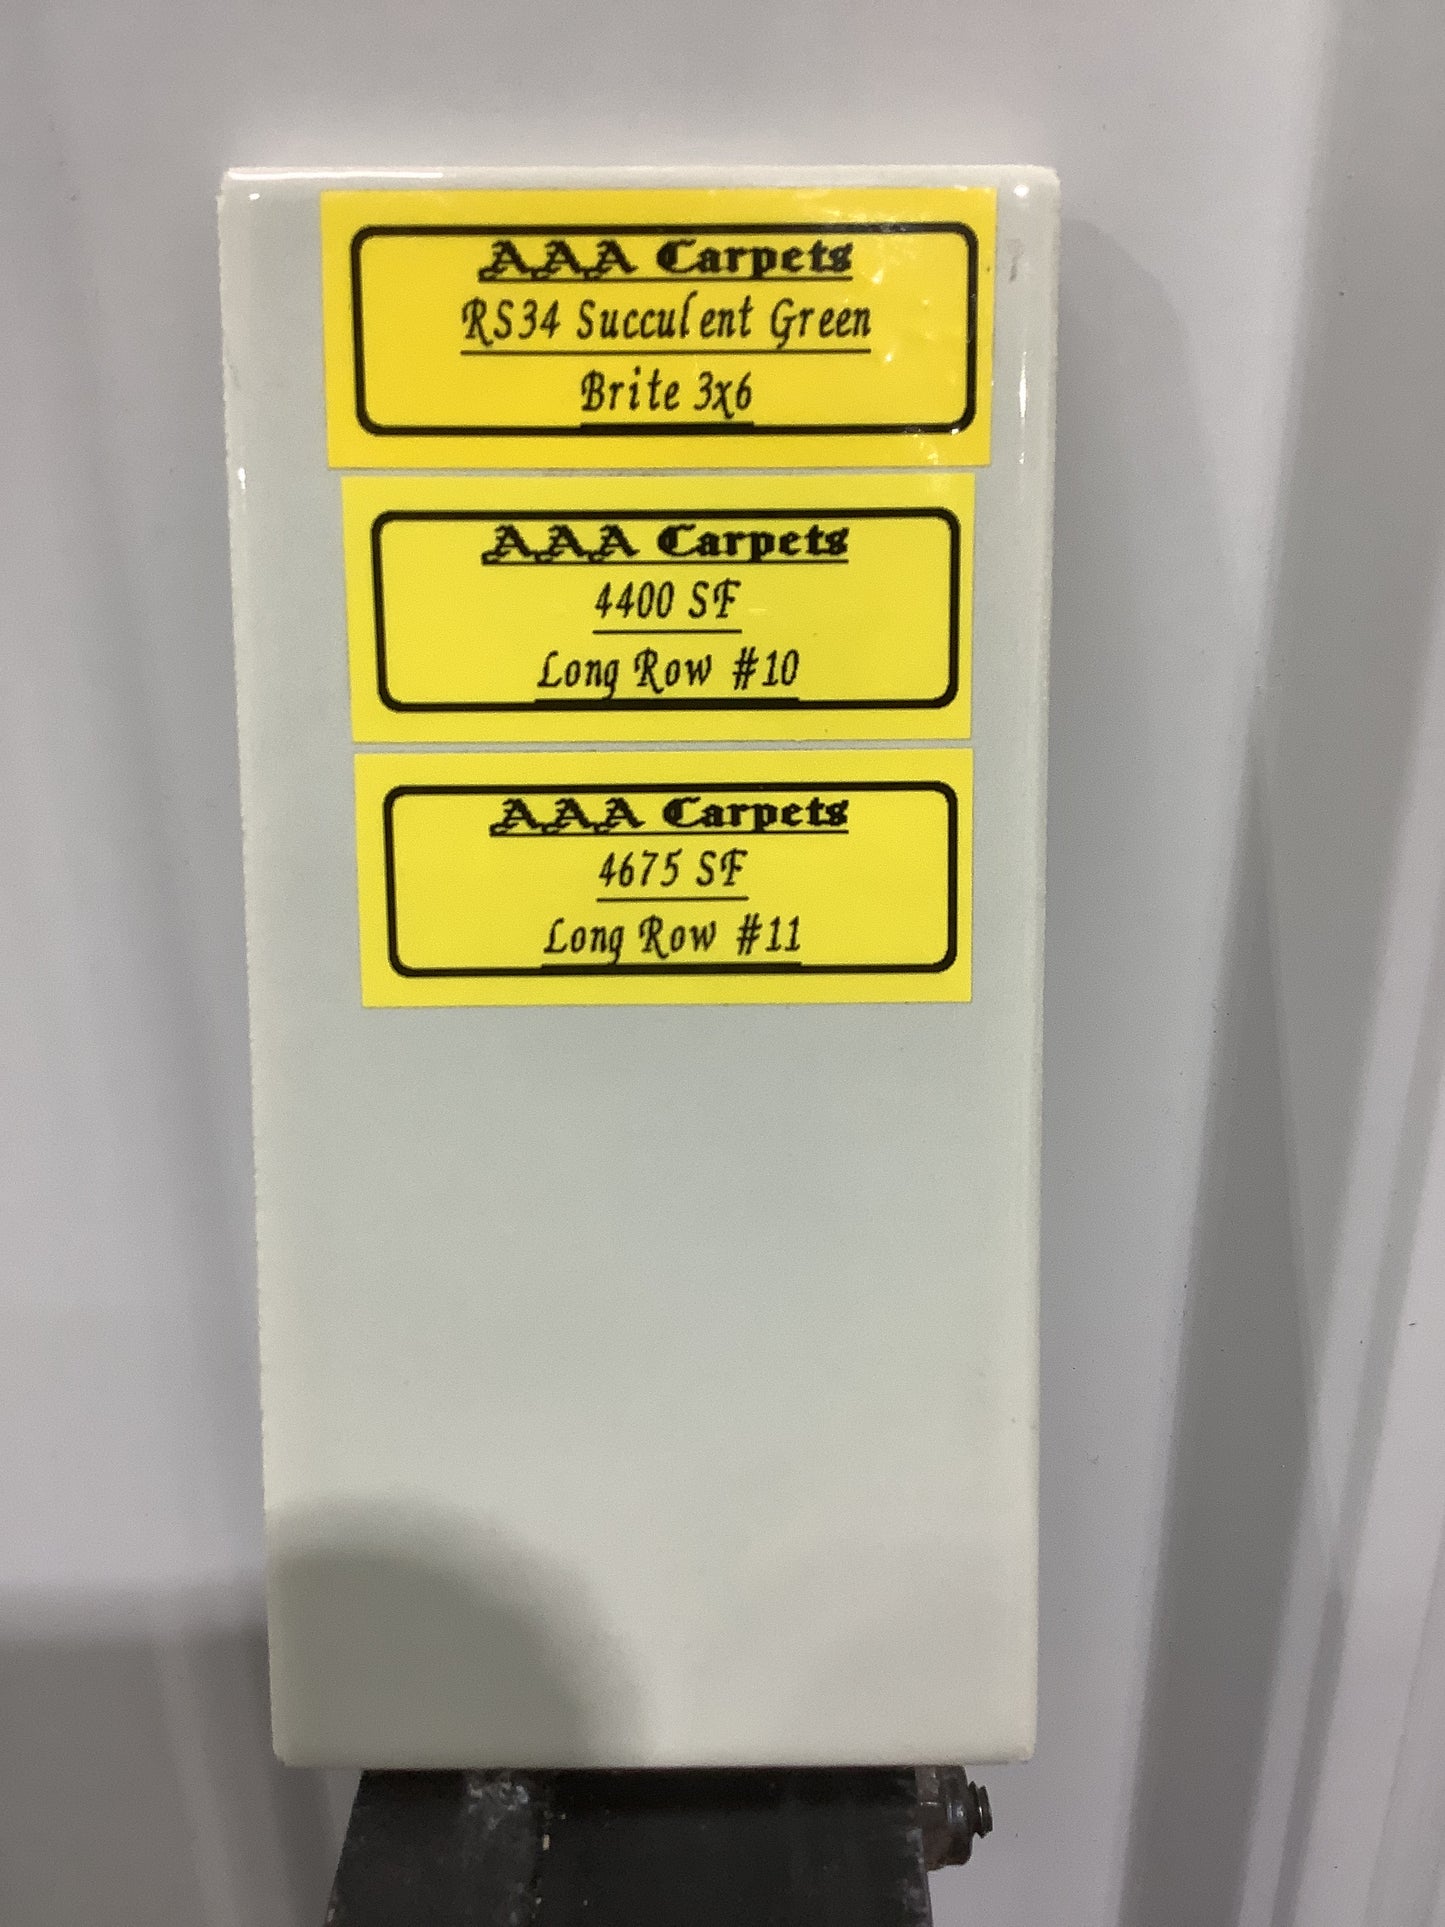 AAA Carpets
RS34 Succulent Green
Brite 3x6
AAA Carpets
4400 SF
Long Row #10
AAA Carpets
4675 SF
Long Row #11